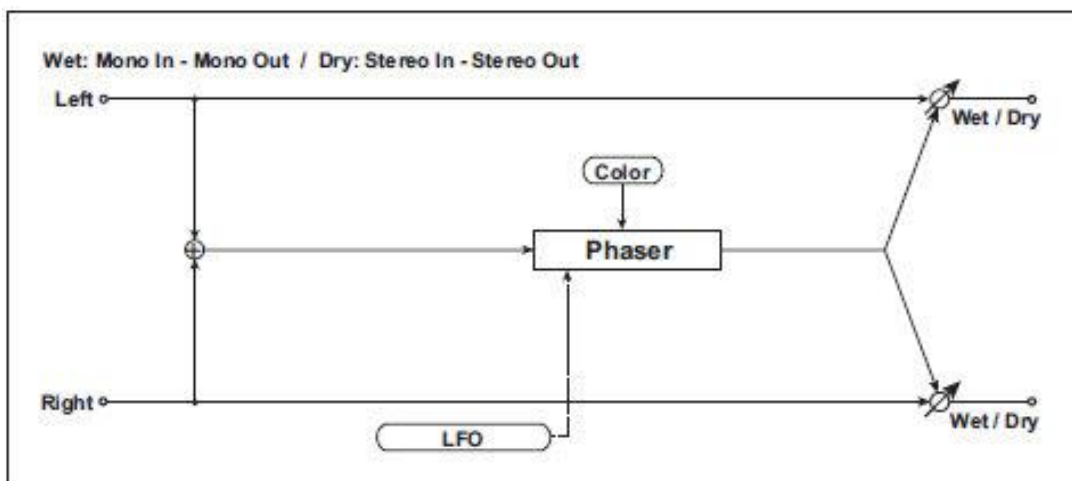 Wet: Mono In - Mono Out / Dry: Stereo In - Stereo Out
Left
Wet / Dry
Color
Phaser
Right
Wet / Dry
LFO